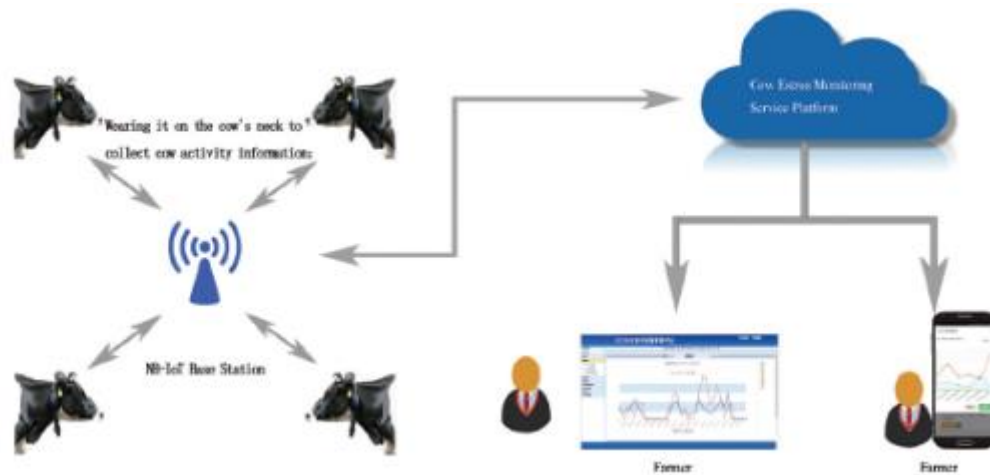 "Wearing it on the cow's neck to"
collect cow activity information;
NB-IoT Base Station
Cow Estrus Monitoring
Service Platform
Farmer
Farmer